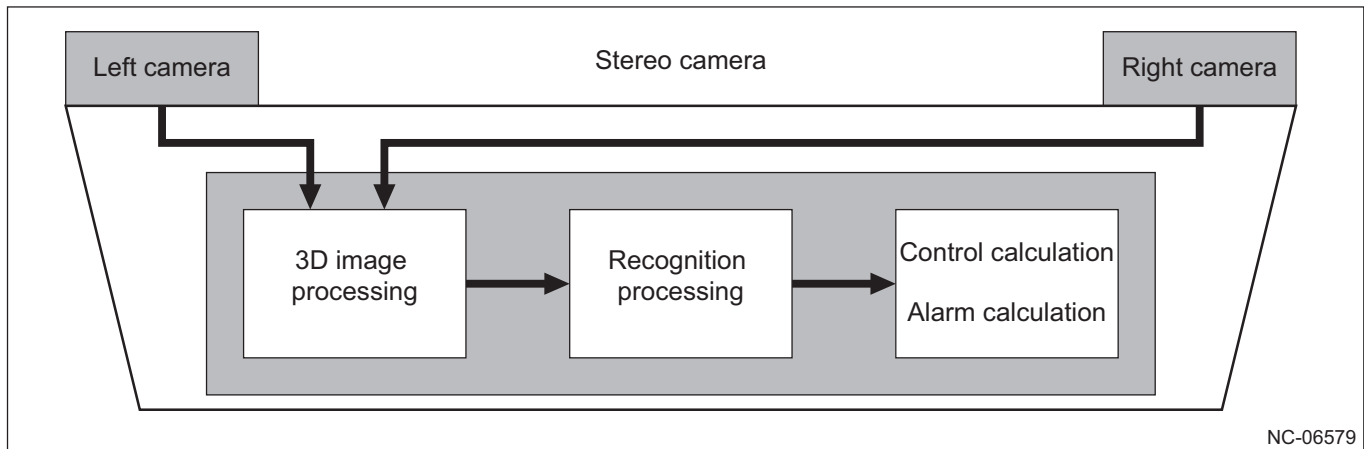 Left camera
Stereo camera
Right camera
3D image
processing
Recognition
processing
Control calculation
Alarm calculation
NC-06579